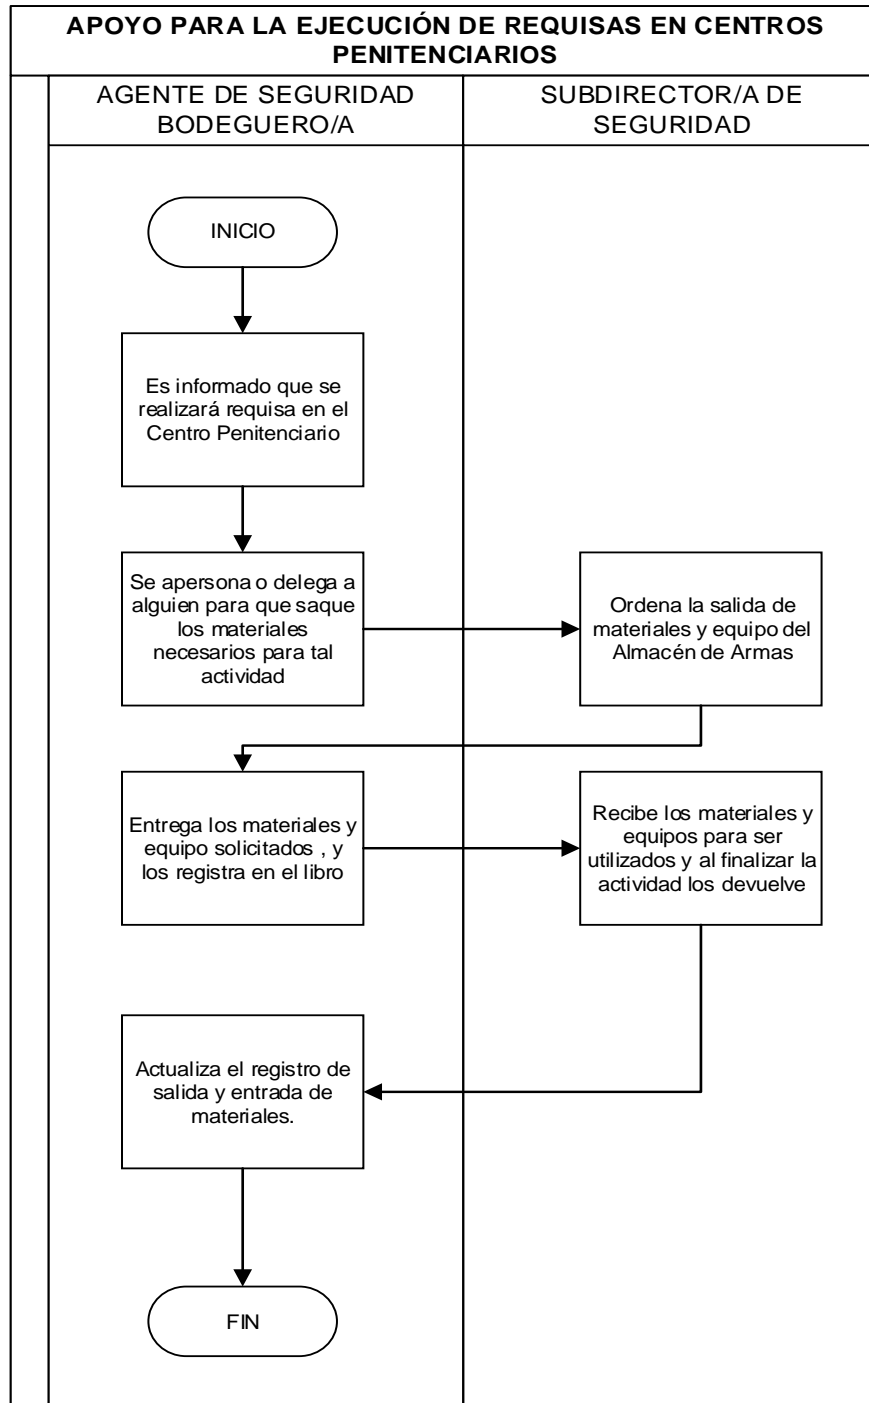 APOYO PARA LA EJECUCIÓN DE REQUISAS EN CENTROS
PENITENCIARIOS
AGENTE DE SEGURIDAD
BODEGUERO/A
SUBDIRECTOR/A DE
SEGURIDAD
INICIO
Es informado que se
realizará requisa en el
Centro Penitenciario
Se apersona o delega a
alguien para que saque
los materiales
necesarios para tal
actividad
Ordena la salida de
materiales y equipo del
Almacén de Armas
Entrega los materiales y
equipo solicitados , y
los registra en el libro
Recibe los materiales y
equipos para ser
utilizados y al finalizar la
actividad los devuelve
Actualiza el registro de
salida y entrada de
materiales.
FIN